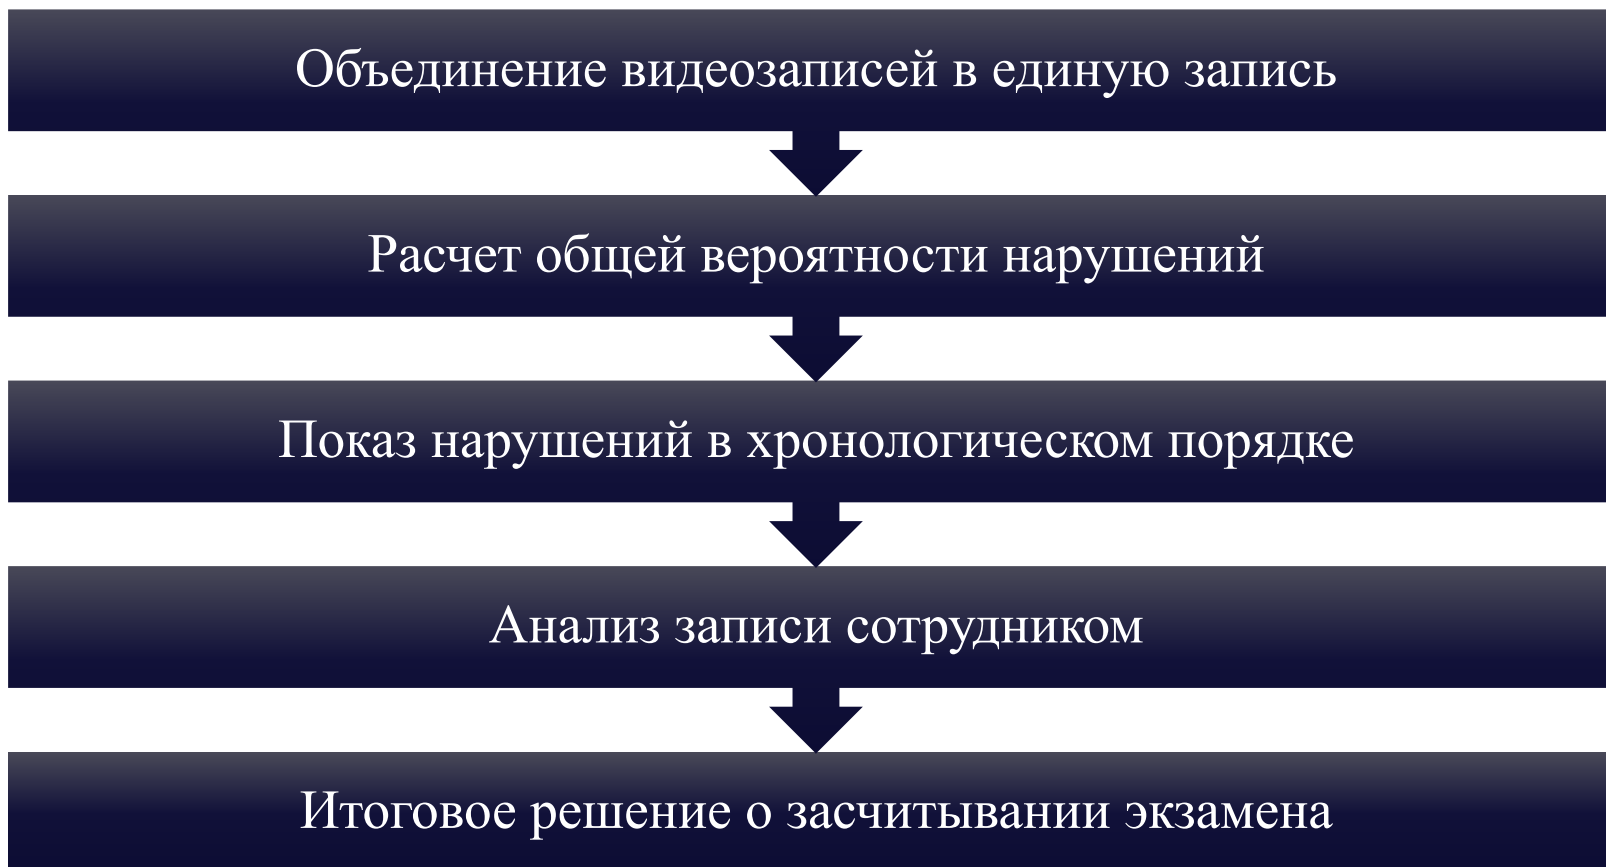 Объединение видеозаписей в единую запись
Расчет общей вероятности нарушений
Показ нарушений в хронологическом порядке
Анализ записи сотрудником
Итоговое решение о засчитывании экзамена